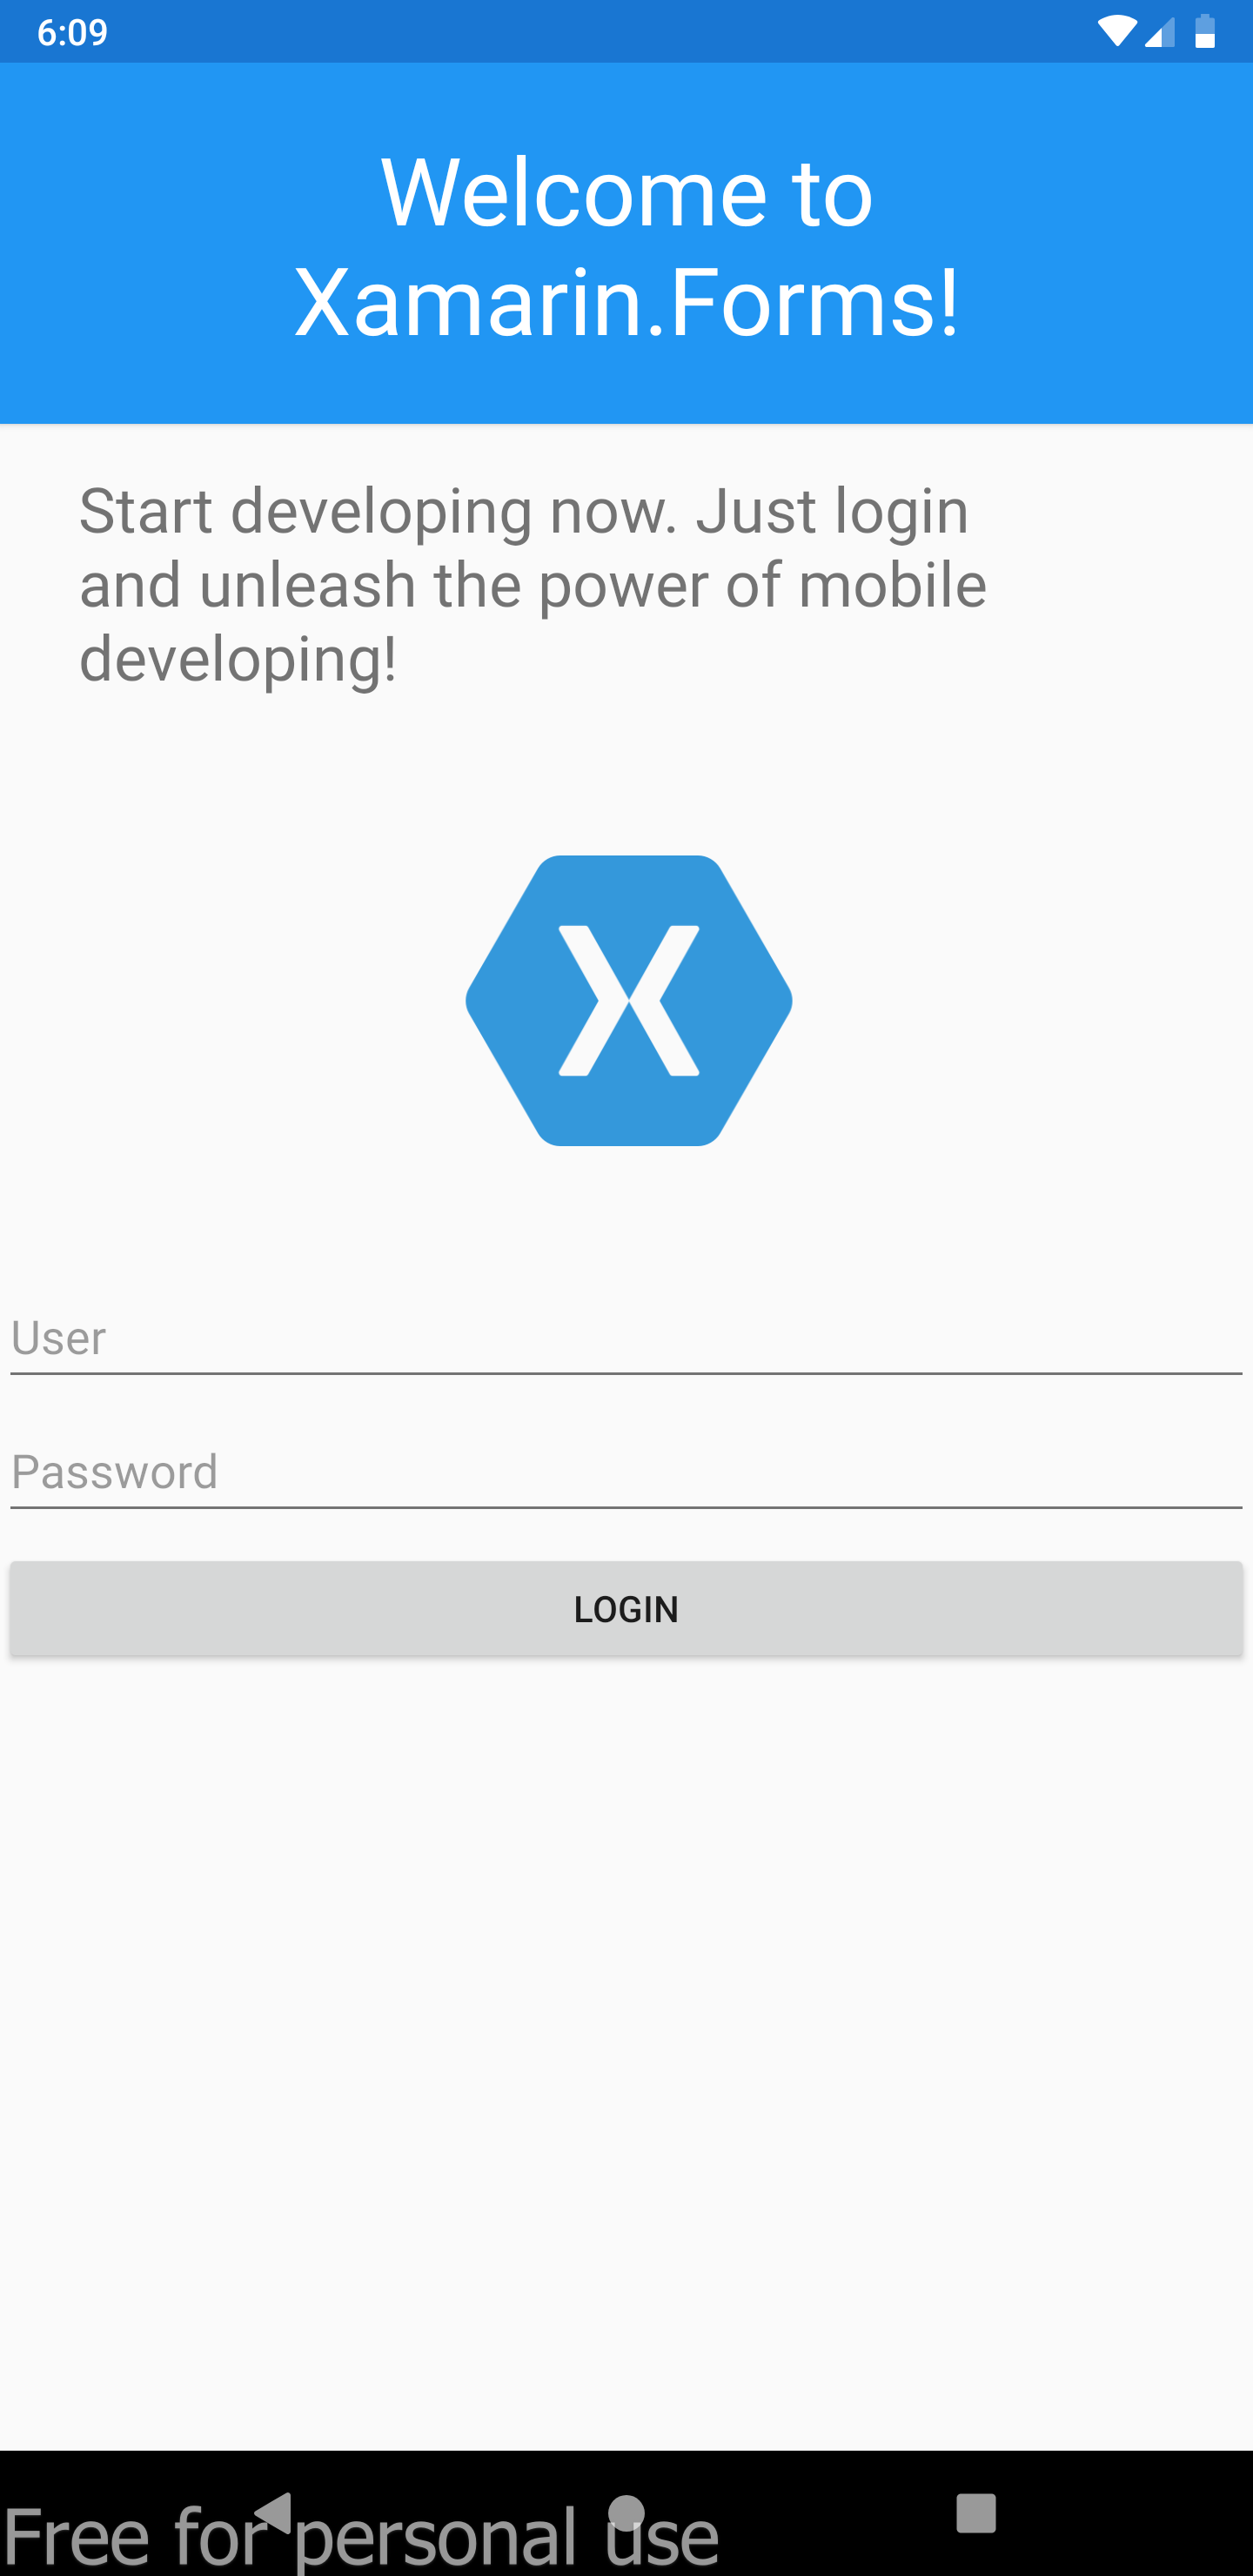 6:09
Welcome to
Xamarin.Forms!
Start developing now. Just login
and unleash the power of mobile
developing!
X
User
Password
LOGIN
Free for personal use